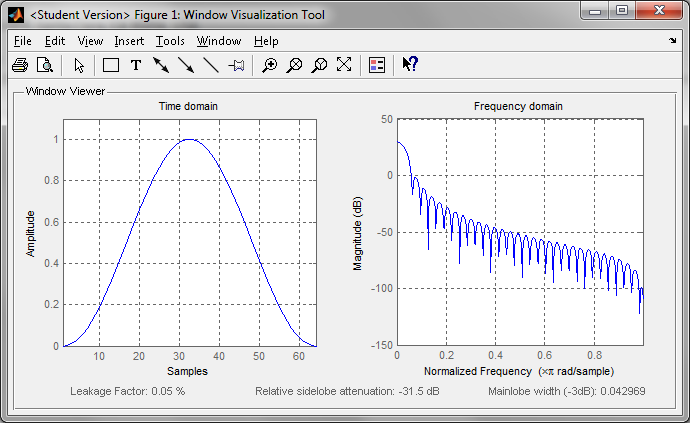 <Student Version> Figure 1: Window Visualization Tool
File Edit View Insert Tools Window Help
T
Window Viewer
Time domain
Amplitude
1
0.8
0.6
0.4
0.2
0
10 20 30 40 50 60
Samples
Frequency domain
Magnitude (dB)
50
0
-50
-100
-150
0 0.2 0.4 0.6 0.8
Normalized Frequency (×π rad/sample)
Leakage Factor: 0.05 % Relative sidelobe attenuation: -31.5 dB Mainlobe width (-3dB): 0.042969